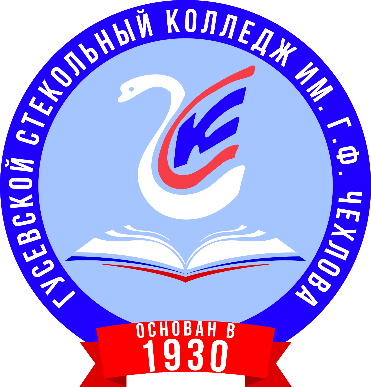 ГУСЕВСКОЙ СТЕКОЛЬНЫЙ КОЛЛЕДЖ ИМ. Г.Ф. ЧЕХЛОВА
ОСНОВАН В
1930